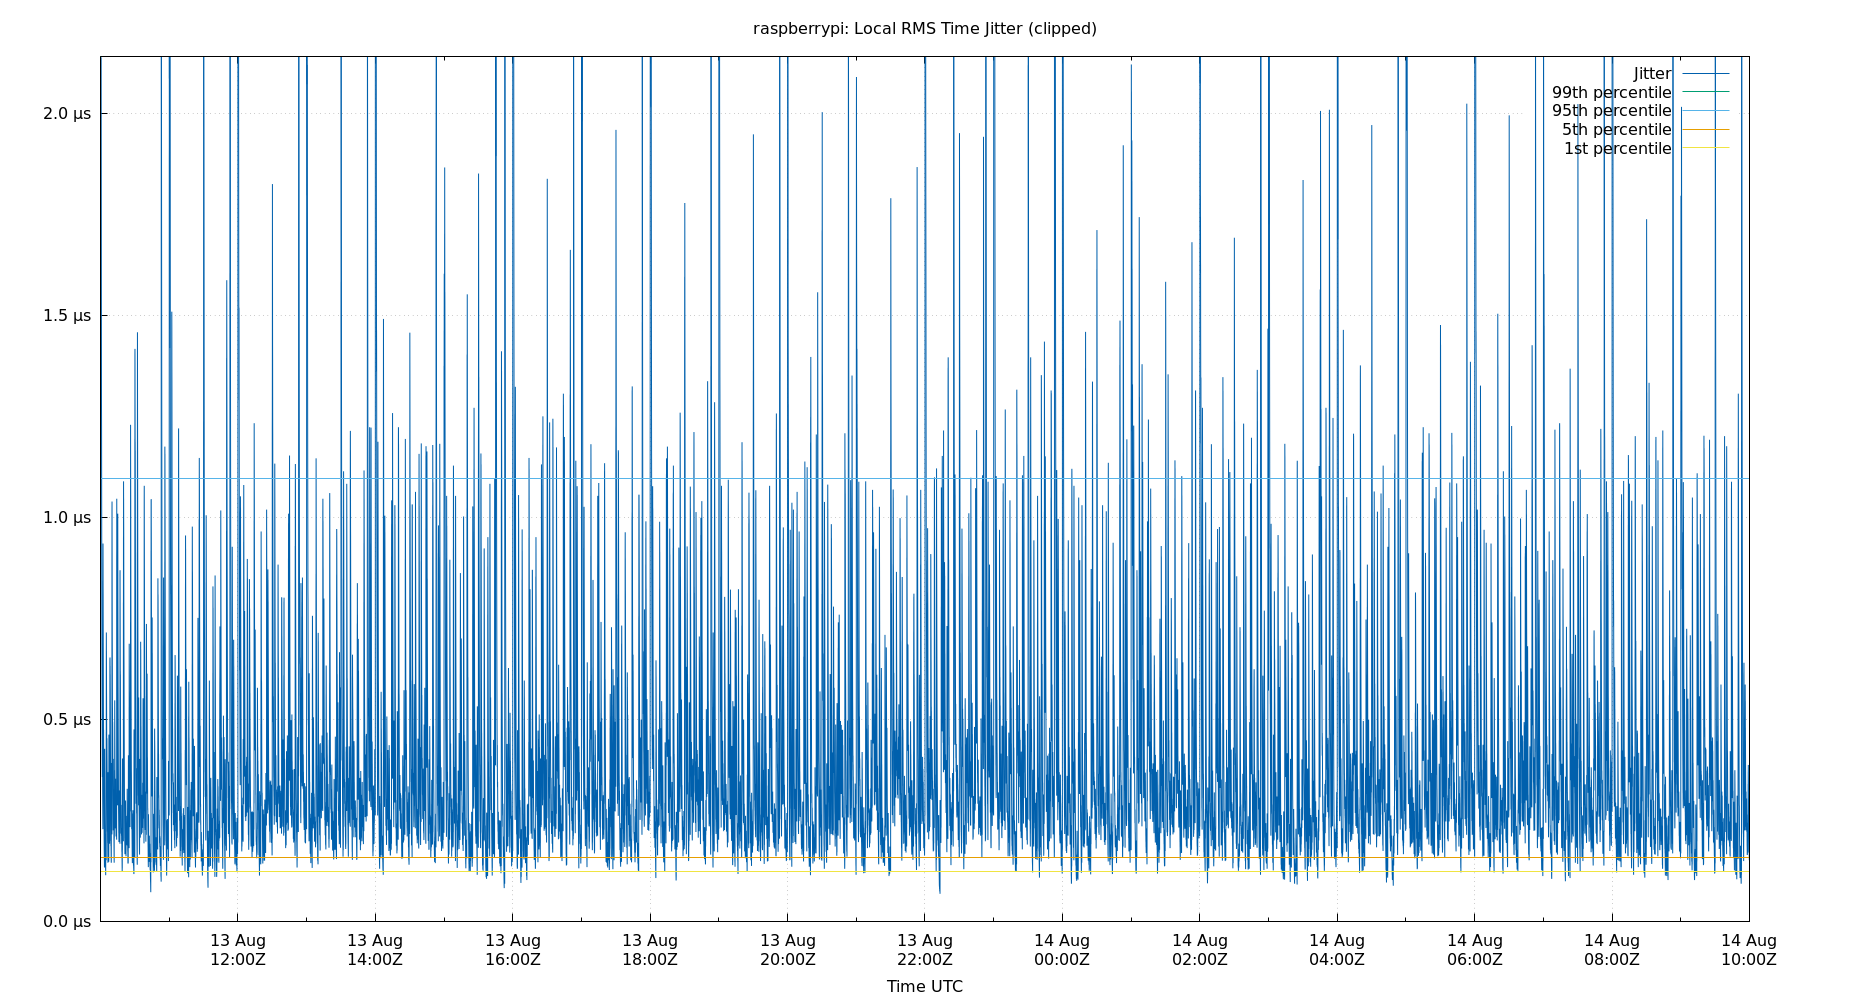 raspberrypi: Local RMS Time Jitter (clipped)
Jitter
99th percentile
95th percentile
5th percentile
1st percentile
2.0 µs
1.5 µs
1.0 µs
0.5 µs
0.0 µs
13 Aug 13 Aug 13 Aug 13 Aug 13 Aug 13 Aug 14 Aug 14 Aug 14 Aug 14 Aug 14 Aug 14 Aug
12:00Z 14:00Z 16:00Z 18:00Z 20:00Z 22:00Z 00:00Z 02:00Z 04:00Z 06:00Z 08:00Z 10:00Z
Time UTC